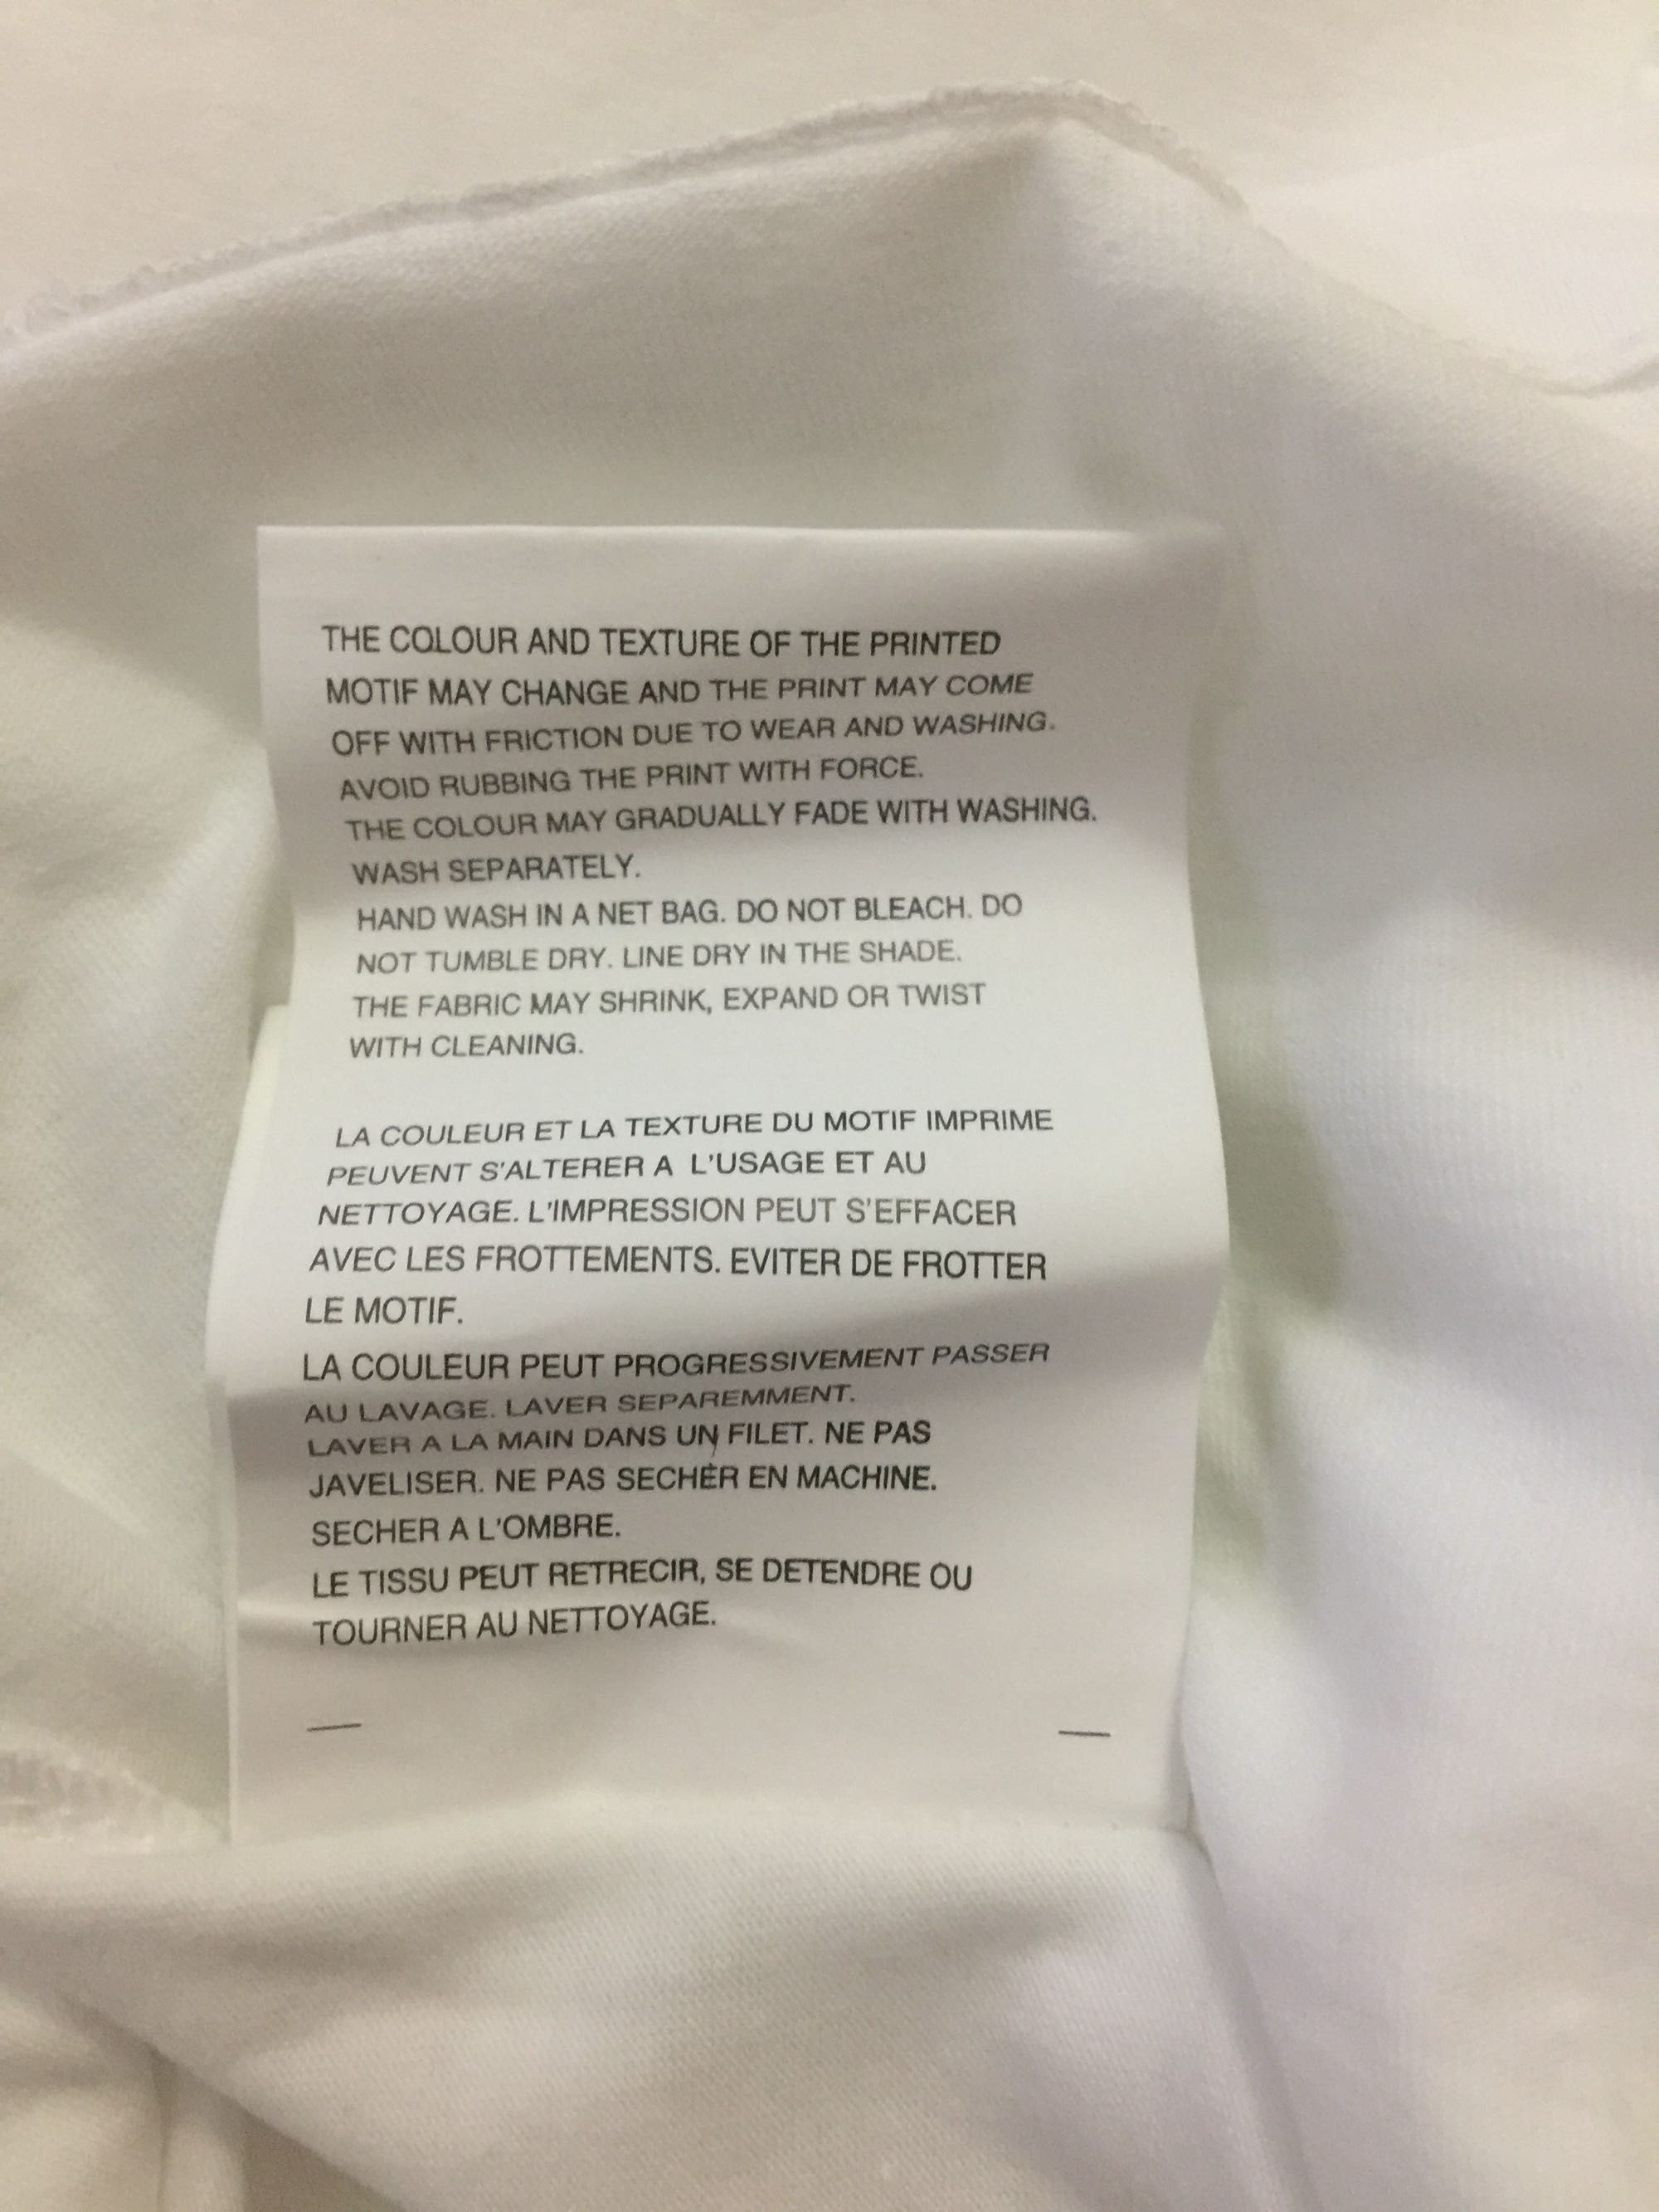 THE COLOUR AND TEXTURE OF THE PRINTED
MOTIF MAY CHANGE AND THE PRINT MAY COME
OFF WITH FRICTION DUE TO WEAR AND WASHING.
AVOID RUBBING THE PRINT WITH FORCE.
THE COLOUR MAY GRADUALLY FADE WITH WASHING.
WASH SEPARATELY.
HAND WASH IN A NET BAG. DO NOT BLEACH. DO
NOT TUMBLE DRY. LINE DRY IN THE SHADE.
THE FABRIC MAY SHRINK, EXPAND OR TWIST
WITH CLEANING.
LA COULEUR ET LA TEXTURE DU MOTIF IMPRIME
PEUVENT S'ALTERER A L'USAGE ET AU
NETTOYAGE. L'IMPRESSION PEUT S'EFFACER
AVEC LES FROTTEMENTS. EVITER DE FROTTER
LE MOTIF.
LA COULEUR PEUT PROGRESSIVEMENT PASSER
AU LAVAGE. LAVER SEPAREMMENT.
LAVER A LA MAIN DANS UN FILET. NE PAS
JAVELISER. NE PAS SECHER EN MACHINE.
SECHER A L'OMBRE.
LE TISSU PEUT RETRECIR, SE DETENDRE OU
TOURNER AU NETTOYAGE.